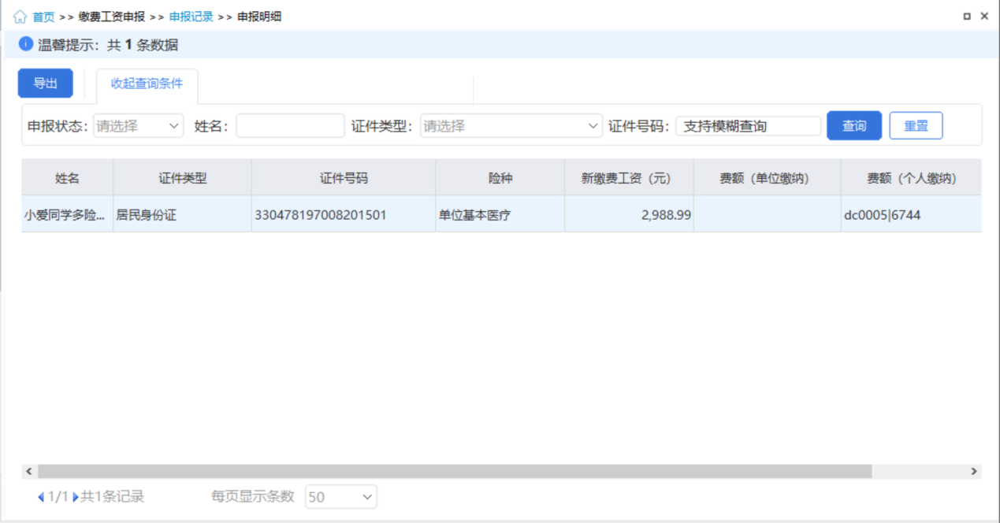 首页 >> 缴费工资申报 >> 申报记录 >> 申报明细
温馨提示：共 1 条数据
导出 收起查询条件
申报状态： 请选择 姓名： 证件类型： 请选择 证件号码： 支持模糊查询 查询 重置
姓名 证件类型 证件号码 险种 新缴费工资（元） 费额（单位缴纳） 费额（个人缴纳）
小爱同学多险... 居民身份证 330478197008201501 单位基本医疗 2,988.99 dc0005|6744
1/1 共1条记录 每页显示条数 50